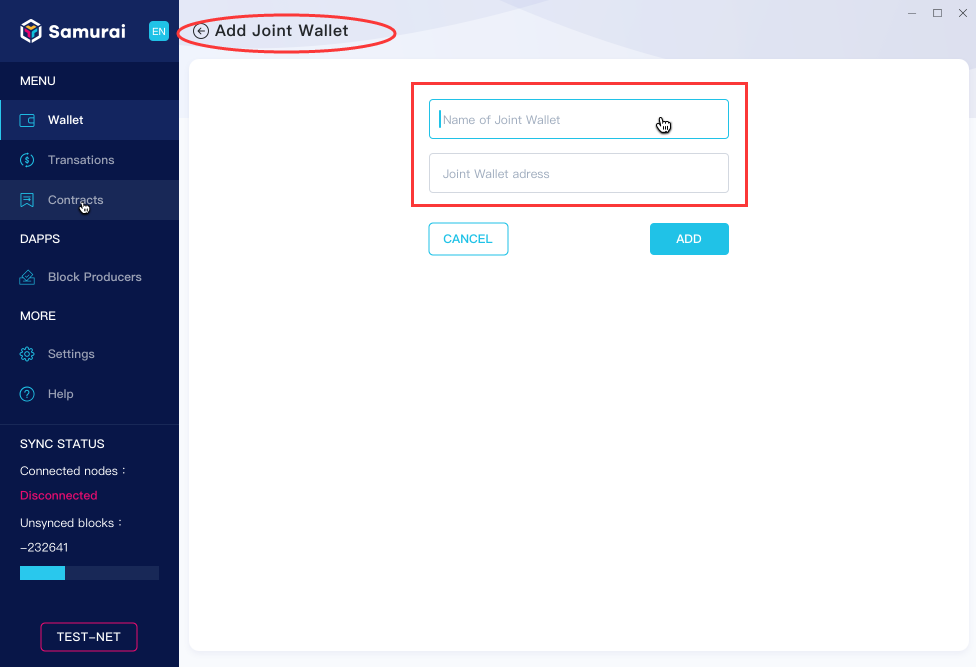 Samurai
EN
MENU
Wallet
Transations
Contracts
DAPPS
Block Producers
MORE
Settings
Help
SYNC STATUS
Connected nodes :
Disconnected
Unsynced blocks :
-232641
TEST-NET
Add Joint Wallet
Name of Joint Wallet
Joint Wallet adress
CANCEL
ADD